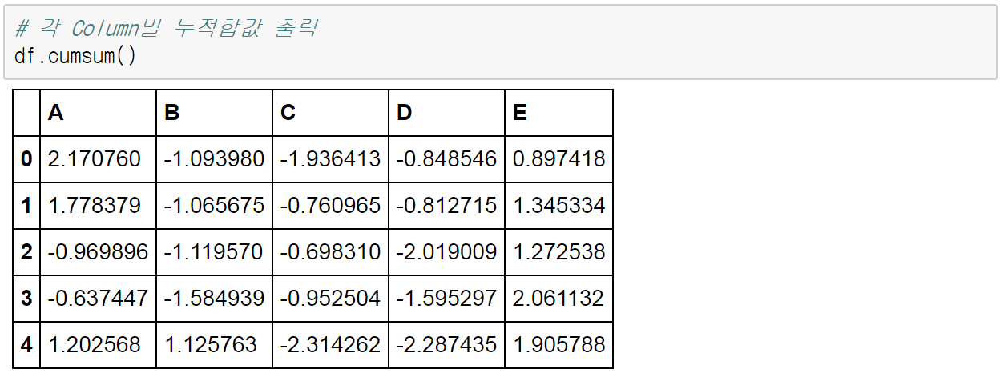 # 각 Column별 누적합값 출력
df.cumsum()
A B C D E
0 2.170760 -1.093980 -1.936413 -0.848546 0.897418
1 1.778379 -1.065675 -0.760965 -0.812715 1.345334
2 -0.969896 -1.119570 -0.698310 -2.019009 1.272538
3 -0.637447 -1.584939 -0.952504 -1.595297 2.061132
4 1.202568 1.125763 -2.314262 -2.287435 1.905788